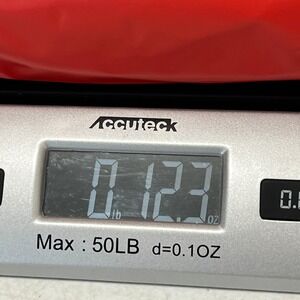 Accuteck
0 lb 12.3 oz
Max : 50LB d=0.1OZ